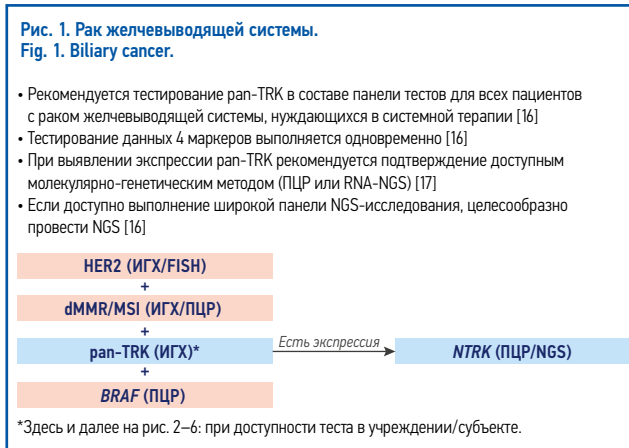 Рис. 1. Рак желчевыводящей системы.
Fig. 1. Biliary cancer.
• Рекомендуется тестирование pan-TRK в составе панели тестов для всех пациентов
с раком желчевыводящей системы, нуждающихся в системной терапии [16]
• Тестирование данных 4 маркеров выполняется одновременно [16]
• При выявлении экспрессии pan-TRK рекомендуется подтверждение доступным
молекулярно-генетическим методом (ПЦР или RNA-NGS) [17]
• Если доступно выполнение широкой панели NGS-исследования, целесообразно
провести NGS [16]
HER2 (ИГХ/FISH)
+
dMMR/MSI (ИГХ/ПЦР)
+
pan-TRK (ИГХ)*
Есть экспрессия
NTRK (ПЦР/NGS)
+
BRAF (ПЦР)
*Здесь и далее на рис. 2–6: при доступности теста в учреждении/субъекте.